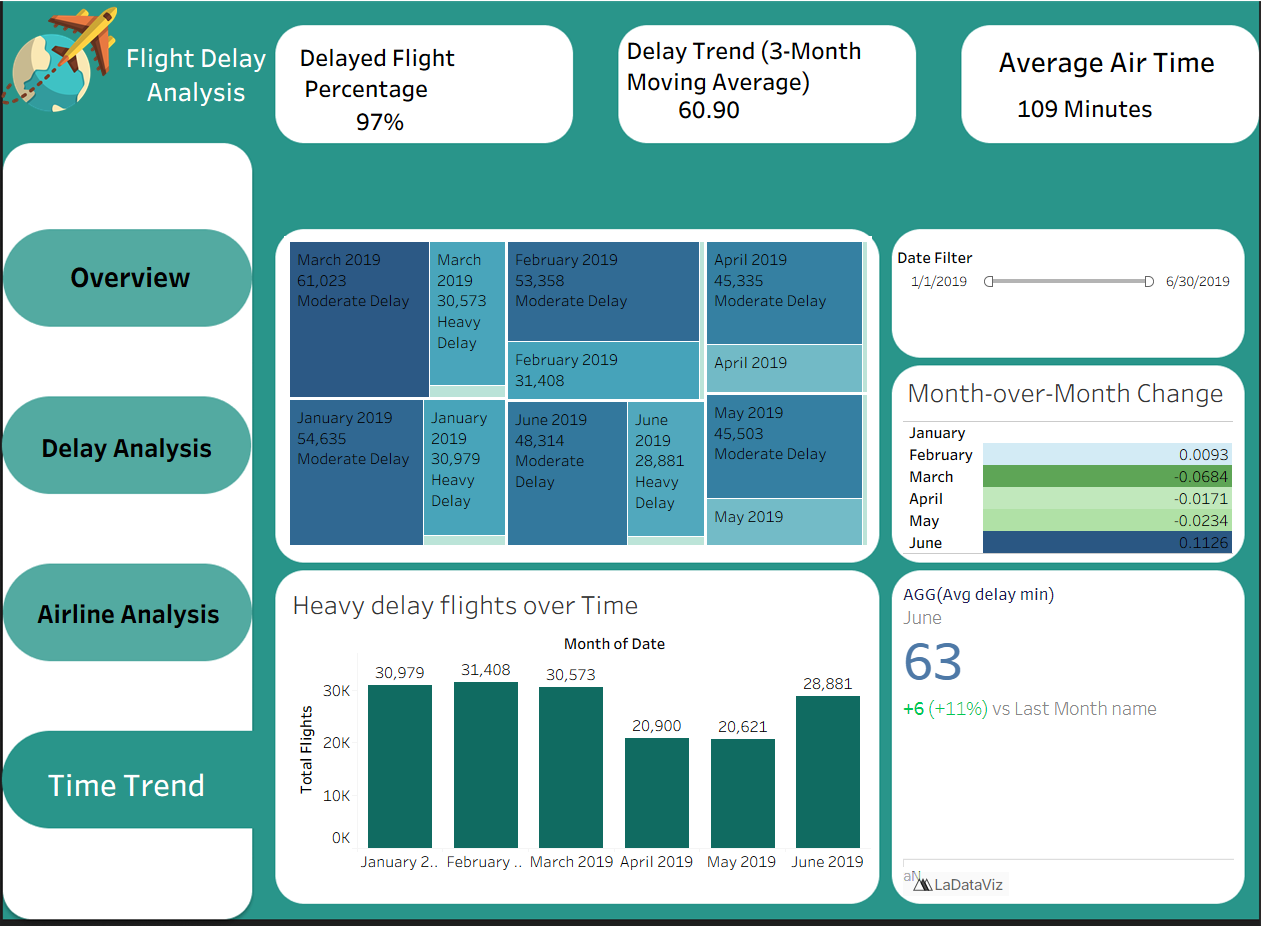 Flight Delay
Analysis
Delayed Flight
Percentage
97%
Delay Trend (3-Month
Moving Average)
60.90
Average Air Time
109 Minutes
Overview
Delay Analysis
Airline Analysis
Time Trend
March 2019
61,023
Moderate Delay
March
2019
30,573
Heavy
Delay
February 2019
53,358
Moderate Delay
February 2019
31,408
April 2019
45,335
Moderate Delay
April 2019
January 2019
54,635
Moderate Delay
January
2019
30,979
Heavy
Delay
June 2019
48,314
Moderate
Delay
June
2019
28,881
Heavy
Delay
May 2019
45,503
Moderate Delay
May 2019
Date Filter
1/1/2019 6/30/2019
Month-over-Month Change
January
February 0.0093
March -0.0684
April -0.0171
May -0.0234
June 0.1126
Heavy delay flights over Time
Month of Date
Total Flights
30K
20K
10K
0K
30,979 31,408 30,573 20,900 20,621 28,881
January 2.. February .. March 2019 April 2019 May 2019 June 2019
AGG(Avg delay min)
June
63
+6 (+11%) vs Last Month name
aN
LaDataViz